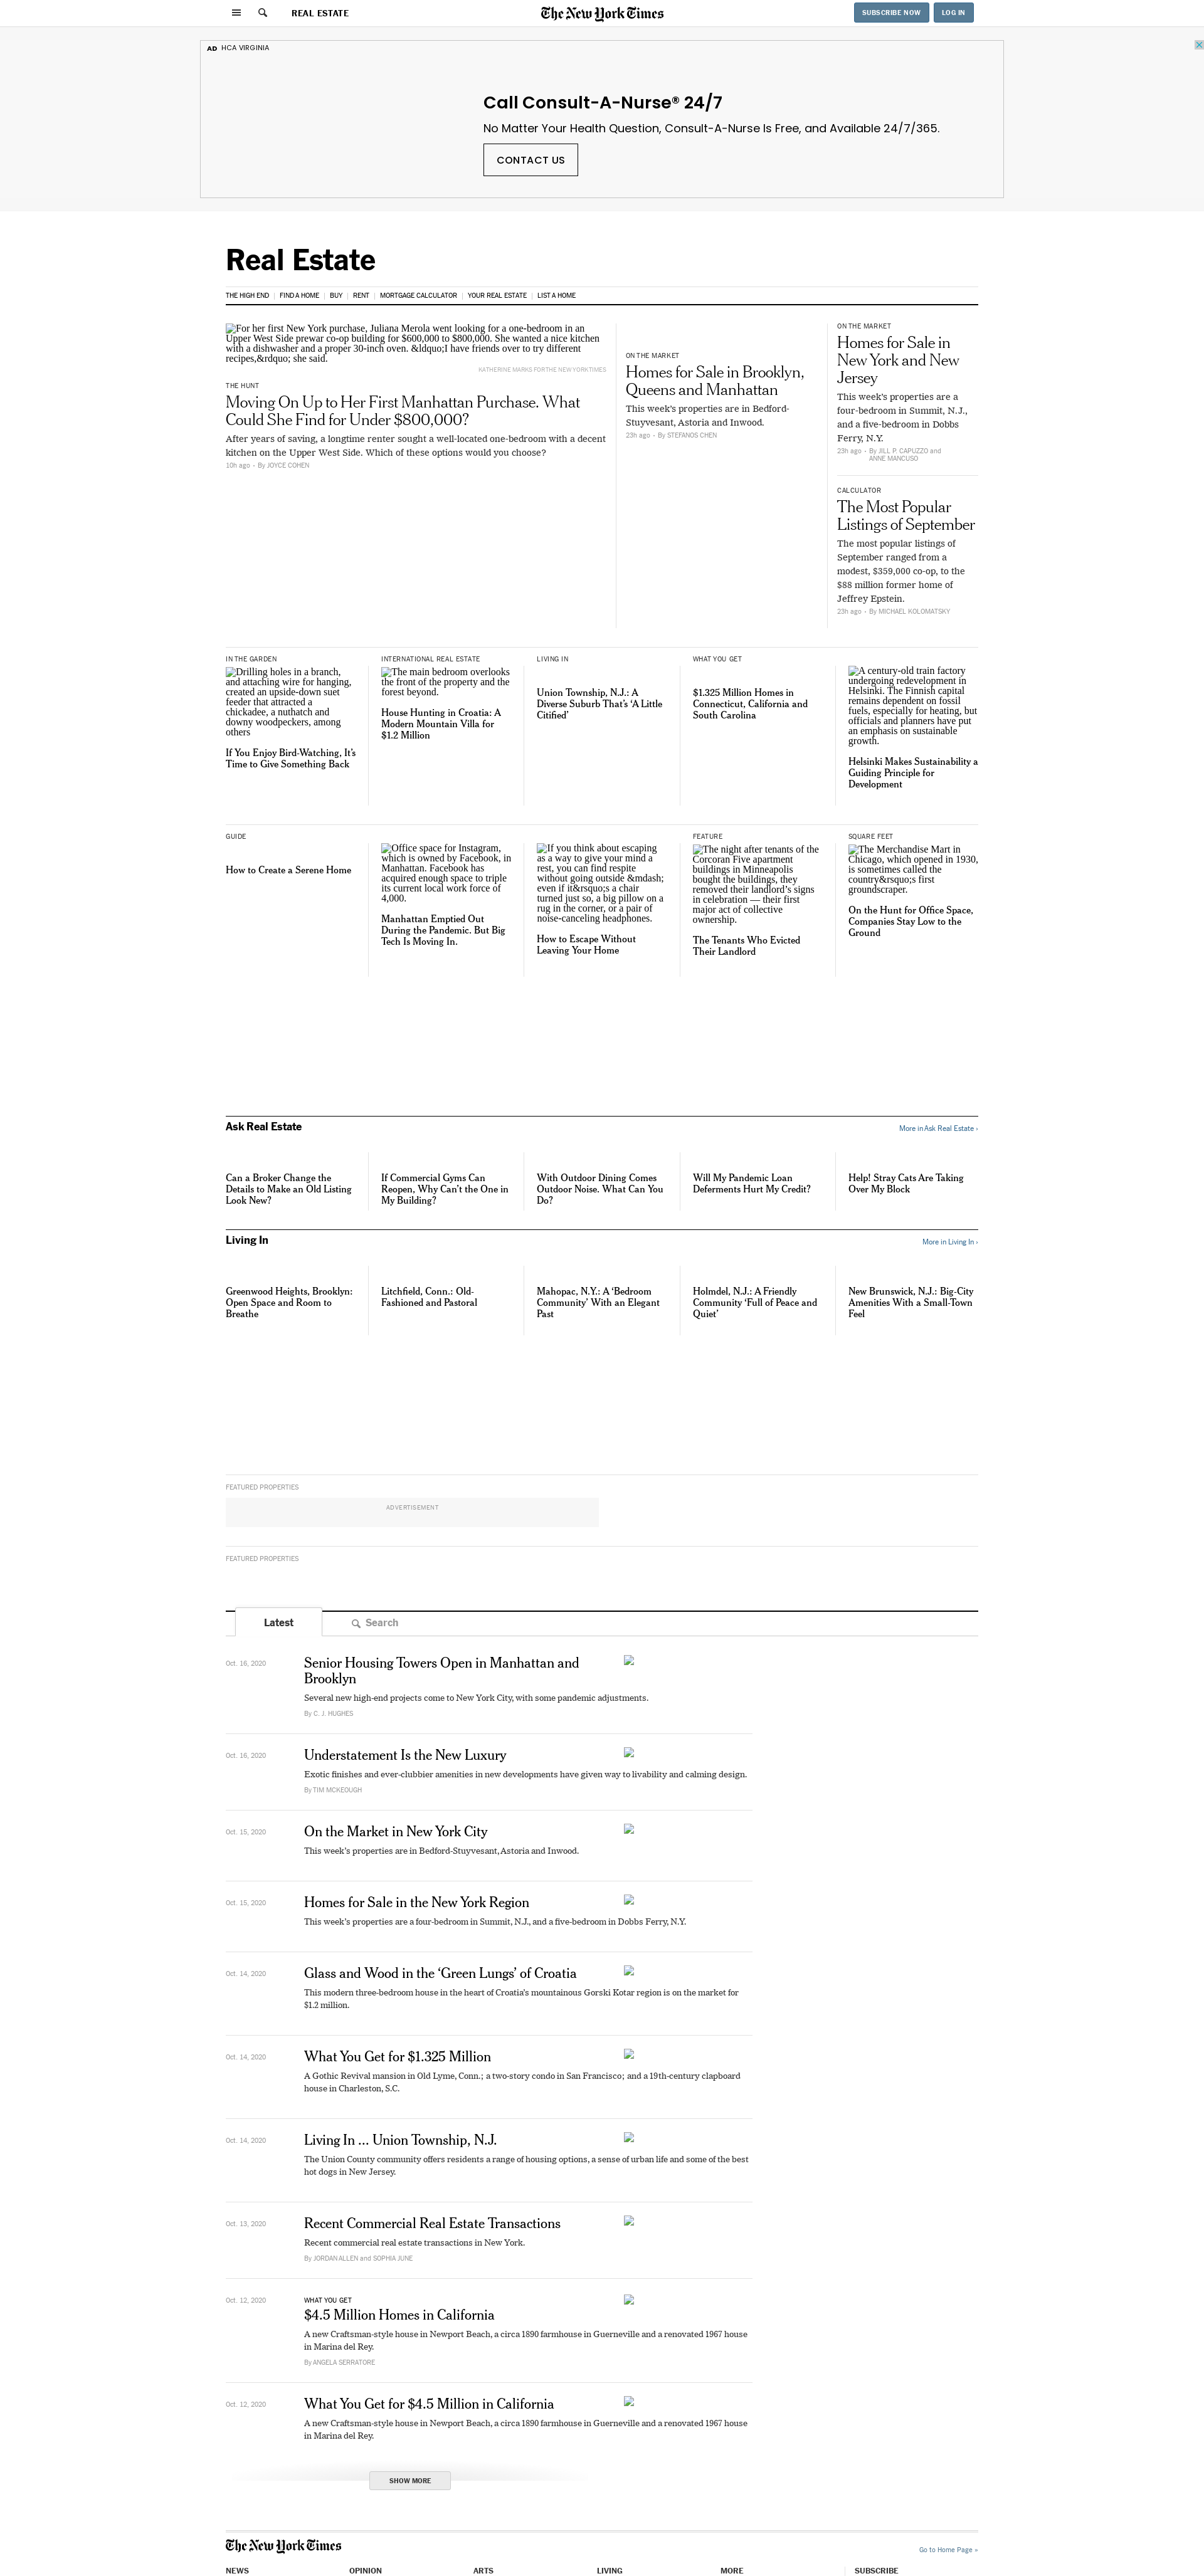 REAL ESTATE
The New York Times
SUBSCRIBE NOW
LOG IN
AD HCA VIRGINIA
Call Consult-A-Nurse® 24/7
No Matter Your Health Question, Consult-A-Nurse Is Free, and Available 24/7/365.
CONTACT US
Real Estate
THE HIGH END
FIND A HOME
BUY
RENT
MORTGAGE CALCULATOR
YOUR REAL ESTATE
LIST A HOME
For her first New York purchase, Juliana Merola went looking for a one-bedroom in an
Upper West Side prewar co-op building for $600,000 to $800,000. She wanted a nice kitchen
with a dishwasher and a proper 30-inch oven. &ldquo;I have friends over to try different
recipes,&rdquo; she said.
KATHERINE MARKS FOR THE NEW YORK TIMES
THE HUNT
Moving On Up to Her First Manhattan Purchase. What
Could She Find for Under $800,000?
After years of saving, a longtime renter sought a well-located one-bedroom with a decent
kitchen on the Upper West Side. Which of these options would you choose?
10h ago • By JOYCE COHEN
ON THE MARKET
Homes for Sale in Brooklyn,
Queens and Manhattan
This week's properties are in Bedford-
Stuyvesant, Astoria and Inwood.
23h ago • By STEFANOS CHEN
ON THE MARKET
Homes for Sale in
New York and New
Jersey
This week's properties are a
four-bedroom in Summit, N.J.,
and a five-bedroom in Dobbs
Ferry, N.Y.
23h ago • By JILL P. CAPUZZO and
ANNE MANCUSO
CALCULATOR
The Most Popular
Listings of September
The most popular listings of
September ranged from a
modest, $359,000 co-op, to the
$88 million former home of
Jeffrey Epstein.
23h ago • By MICHAEL KOLOMATSKY
IN THE GARDEN
Drilling holes in a branch,
and attaching wire for hanging,
created an upside-down suet
feeder that attracted a
chickadee, a nuthatch and
downy woodpeckers, among
others
If You Enjoy Bird-Watching, It's
Time to Give Something Back
INTERNATIONAL REAL ESTATE
The main bedroom overlooks
the front of the property and the
forest beyond.
House Hunting in Croatia: A
Modern Mountain Villa for
$1.2 Million
LIVING IN
Union Township, N.J.: A
Diverse Suburb That's ‘A Little
Citified’
WHAT YOU GET
$1.325 Million Homes in
Connecticut, California and
South Carolina
A century-old train factory
undergoing redevelopment in
Helsinki. The Finnish capital
remains dependent on fossil
fuels, especially for heating, but
officials and planners have put
an emphasis on sustainable
growth.
Helsinki Makes Sustainability a
Guiding Principle for
Development
GUIDE
How to Create a Serene Home
Office space for Instagram,
which is owned by Facebook, in
Manhattan. Facebook has
acquired enough space to triple
its current local work force of
4,000.
Manhattan Emptied Out
During the Pandemic. But Big
Tech Is Moving In.
If you think about escaping
as a way to give your mind a
rest, you can find respite
without going outside &mdash;
even if it&rsquo;s a chair
turned just so, a big pillow on a
rug in the corner, or a pair of
noise-canceling headphones.
How to Escape Without
Leaving Your Home
FEATURE
The night after tenants of the
Corcoran Five apartment
buildings in Minneapolis
bought the buildings, they
removed their landlord's signs
in celebration — their first
major act of collective
ownership.
The Tenants Who Evicted
Their Landlord
SQUARE FEET
The Merchandise Mart in
Chicago, which opened in 1930,
is sometimes called the
country&rsquo;s first
groundscraper.
On the Hunt for Office Space,
Companies Stay Low to the
Ground
Ask Real Estate
More in Ask Real Estate ›
Can a Broker Change the
Details to Make an Old Listing
Look New?
If Commercial Gyms Can
Reopen, Why Can't the One in
My Building?
With Outdoor Dining Comes
Outdoor Noise. What Can You
Do?
Will My Pandemic Loan
Deferments Hurt My Credit?
Help! Stray Cats Are Taking
Over My Block
Living In
More in Living In ›
Greenwood Heights, Brooklyn:
Open Space and Room to
Breathe
Litchfield, Conn.: Old-
Fashioned and Pastoral
Mahopac, N.Y.: A ‘Bedroom
Community’ With an Elegant
Past
Holmdel, N.J.: A Friendly
Community ‘Full of Peace and
Quiet’
New Brunswick, N.J.: Big-City
Amenities With a Small-Town
Feel
FEATURED PROPERTIES
ADVERTISEMENT
FEATURED PROPERTIES
Latest
Search
Oct. 16, 2020
Senior Housing Towers Open in Manhattan and
Brooklyn
Several new high-end projects come to New York City, with some pandemic adjustments.
By C. J. HUGHES
Oct. 16, 2020
Understatement Is the New Luxury
Exotic finishes and ever-clubbier amenities in new developments have given way to livability and calming design.
By TIM MCKEOUGH
Oct. 15, 2020
On the Market in New York City
This week's properties are in Bedford-Stuyvesant, Astoria and Inwood.
Oct. 15, 2020
Homes for Sale in the New York Region
This week's properties are a four-bedroom in Summit, N.J., and a five-bedroom in Dobbs Ferry, N.Y.
Oct. 14, 2020
Glass and Wood in the ‘Green Lungs’ of Croatia
This modern three-bedroom house in the heart of Croatia's mountainous Gorski Kotar region is on the market for
$1.2 million.
Oct. 14, 2020
What You Get for $1.325 Million
A Gothic Revival mansion in Old Lyme, Conn.; a two-story condo in San Francisco; and a 19th-century clapboard
house in Charleston, S.C.
Oct. 14, 2020
Living In ... Union Township, N.J.
The Union County community offers residents a range of housing options, a sense of urban life and some of the best
hot dogs in New Jersey.
Oct. 13, 2020
Recent Commercial Real Estate Transactions
Recent commercial real estate transactions in New York.
By JORDAN ALLEN and SOPHIA JUNE
Oct. 12, 2020
WHAT YOU GET
$4.5 Million Homes in California
A new Craftsman-style house in Newport Beach, a circa 1890 farmhouse in Guerneville and a renovated 1967 house
in Marina del Rey.
By ANGELA SERRATORE
Oct. 12, 2020
What You Get for $4.5 Million in California
A new Craftsman-style house in Newport Beach, a circa 1890 farmhouse in Guerneville and a renovated 1967 house
in Marina del Rey.
SHOW MORE
The New York Times
Go to Home Page »
NEWS
OPINION
ARTS
LIVING
MORE
SUBSCRIBE